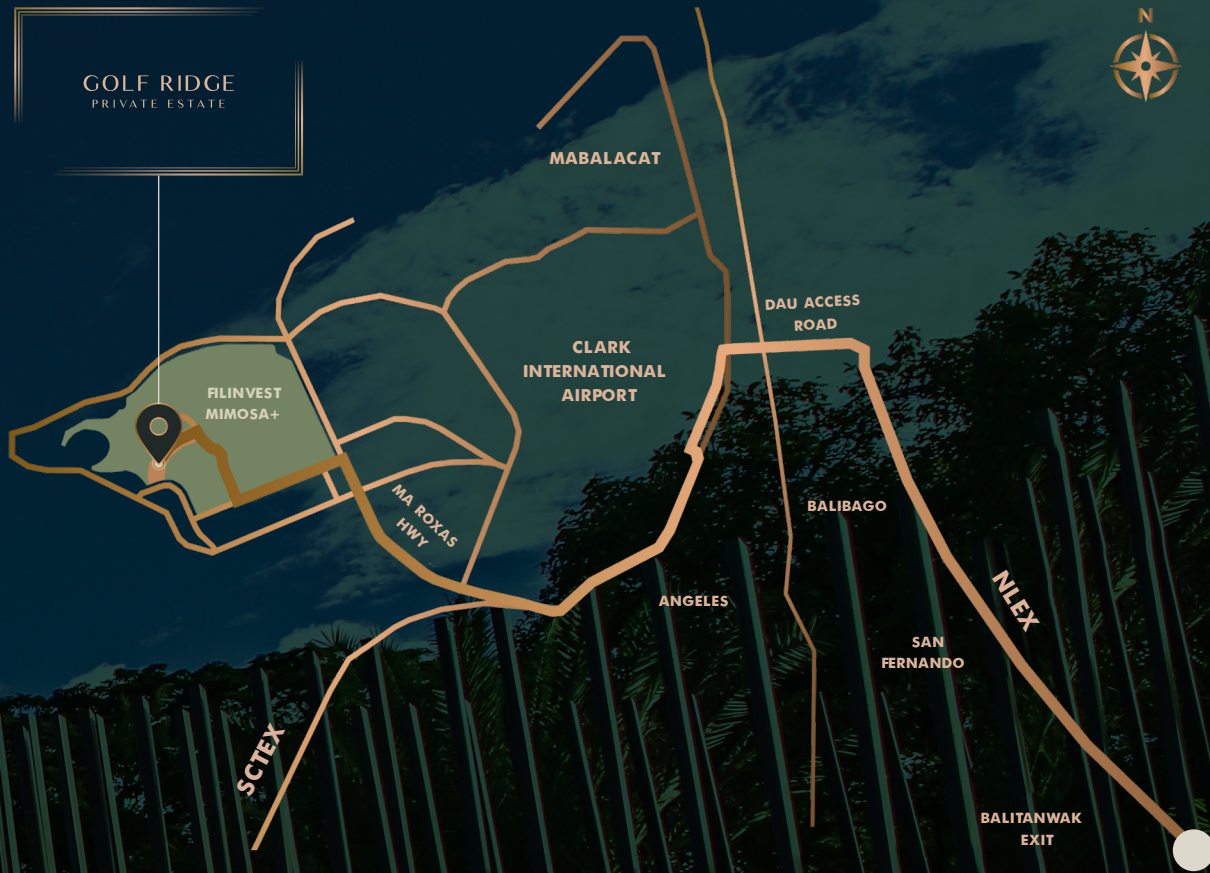 N
GOLF RIDGE
PRIVATE ESTATE
MABALACAT
DAU ACCESS
ROAD
CLARK
INTERNATIONAL
AIRPORT
FILINVEST
MIMOSA+
MA ROXAS
HWY
BALIBAGO
ANGELES
NLEX
SAN
FERNANDO
SCTEX
BALITANWAK
EXIT